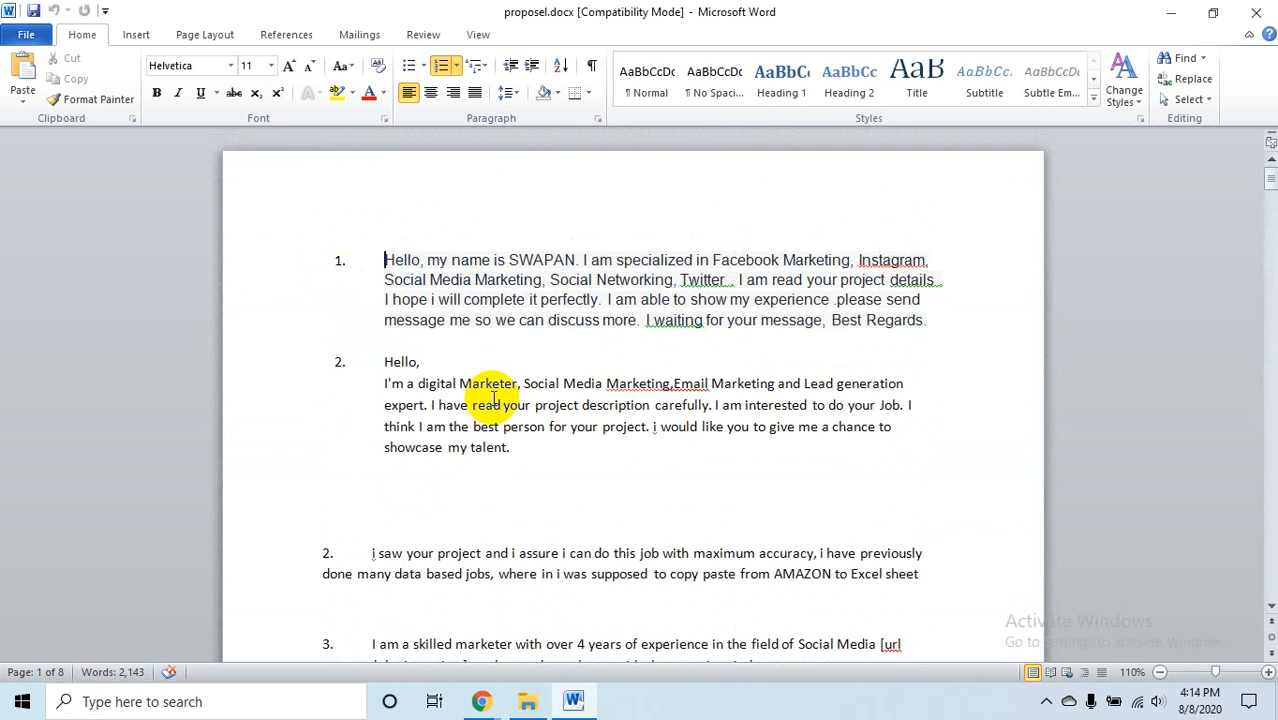 proposel.docx [Compatibility Mode] - Microsoft Word
File Home Insert Page Layout References Mailings Review View
Paste
Cut
Copy
Format Painter
Clipboard
Helvetica 11
Font
Paragraph
AaBbCcDc AaBbCcDc AaBbCc AaBbCc AaB AaBbCcL AaBbCcDc
¶ Normal ¶ No Spaci... Heading 1 Heading 2 Title Subtitle Subtle Em...
Styles
Change Styles
Find
Replace
Select
Editing
1. Hello, my name is SWAPAN. I am specialized in Facebook Marketing, Instagram,
Social Media Marketing, Social Networking, Twitter . I am read your project details .
I hope i will complete it perfectly. I am able to show my experience .please send
message me so we can discuss more. I waiting for your message, Best Regards.
2. Hello,
I'm a digital Marketer, Social Media Marketing,Email Marketing and Lead generation
expert. I have read your project description carefully. I am interested to do your Job. I
think I am the best person for your project. i would like you to give me a chance to
showcase my talent.
2. i saw your project and i assure i can do this job with maximum accuracy, i have previously
done many data based jobs, where in i was supposed to copy paste from AMAZON to Excel sheet
3. I am a skilled marketer with over 4 years of experience in the field of Social Media [url
Activate Windows
Go to Settings to activate Windows.
Page: 1 of 8 Words: 2,143 110%
Type here to search
4:14 PM
8/8/2020